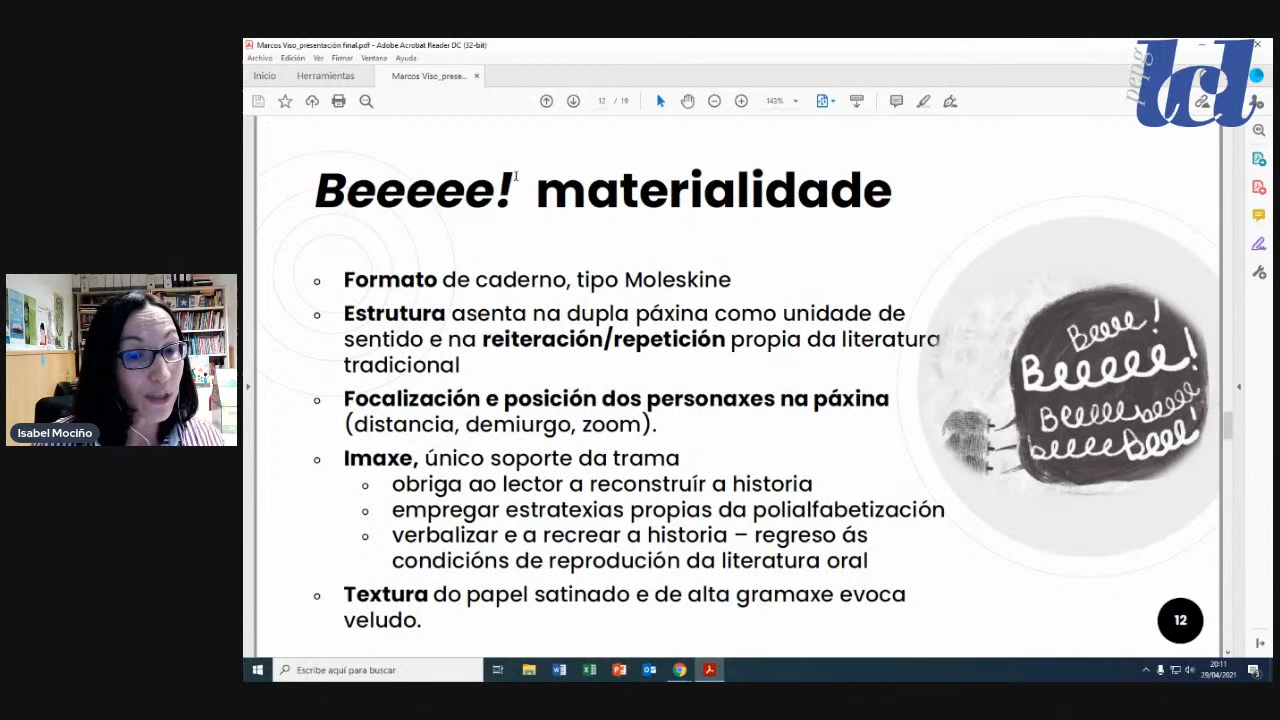 Marcos Viso_presentación final.pdf - Adobe Acrobat Reader DC (32-bit)
Archivo Edición Ver Firmar Ventana Ayuda
Inicio Herramientas Marcos Viso_prese... ×
12 / 19 143%
pepg
lcd
Beeeee! materialidade
Formato de caderno, tipo Moleskine
Estrutura asenta na dupla páxina como unidade de
sentido e na reiteración/repetición propia da literatura
tradicional
Focalización e posición dos personaxes na páxina
(distancia, demiurgo, zoom).
Imaxe, único soporte da trama
obriga ao lector a reconstruír a historia
empregar estratexias propias da polialfabetización
verbalizar e a recrear a historia – regreso ás
condicións de reprodución da literatura oral
Textura do papel satinado e de alta gramaxe evoca
veludo.
Beeee!
Beeeeee!
Beeeeebeeee
beeeeBeee!
12
Isabel Mociño
Escribe aquí para buscar
20:11
29/04/2021